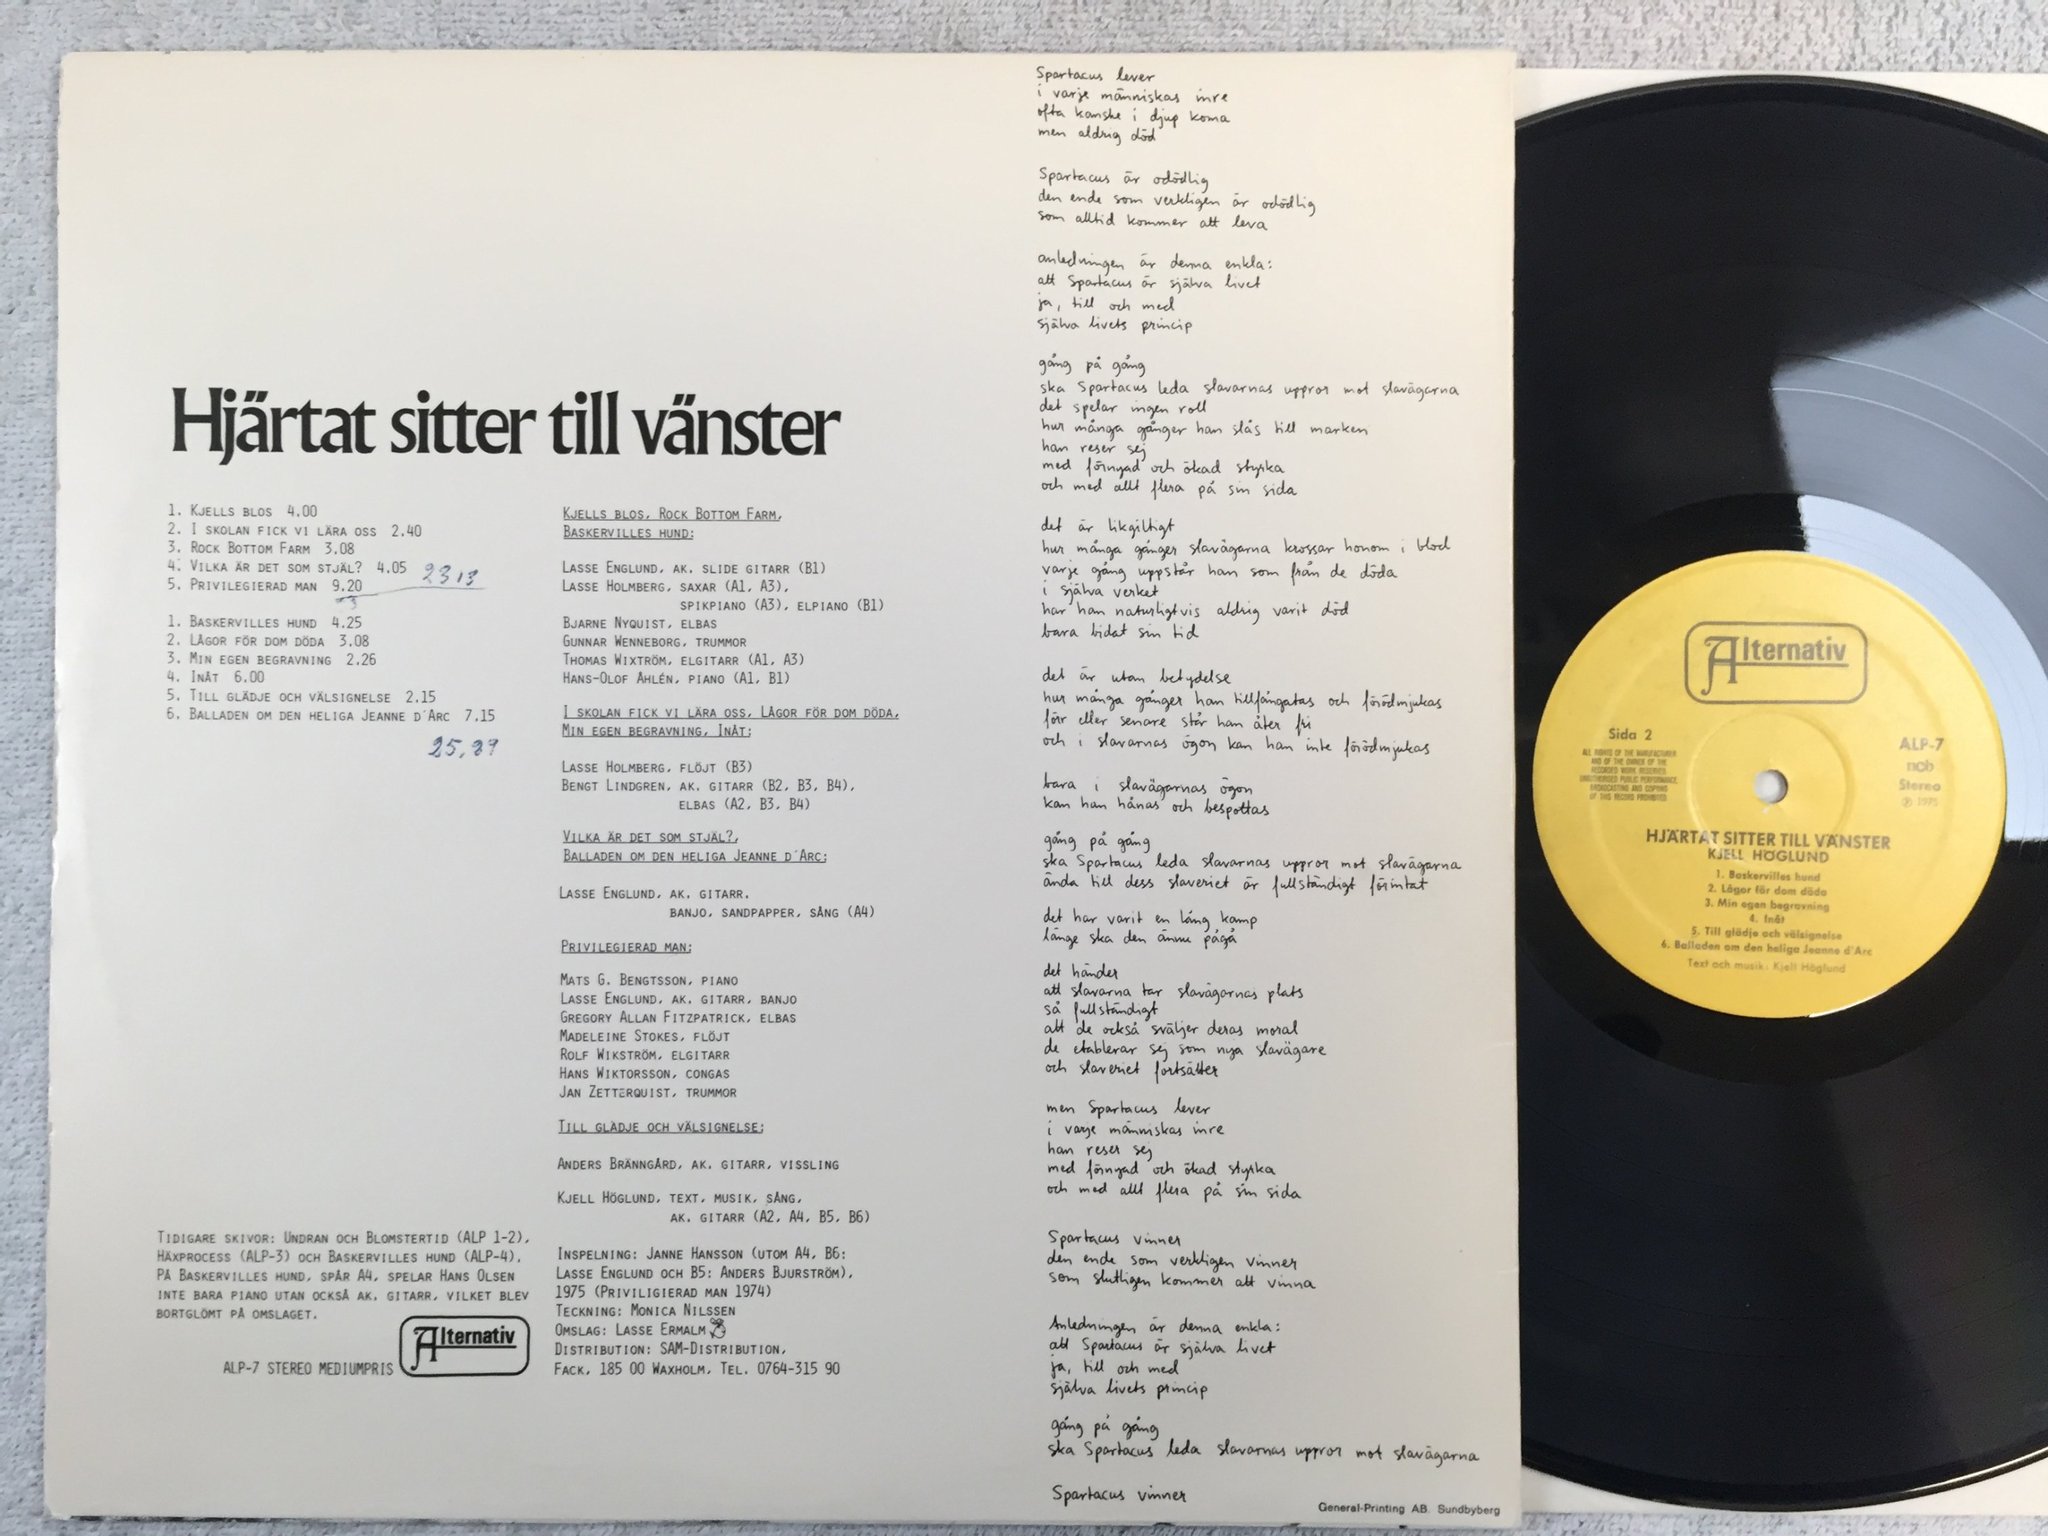 Hjärtat sitter till vänster
1. Kjells blos 4.00
2. I skolan fick vi lära oss 2.40
3. Rock Bottom Farm 3.08
4. Vilka är det som stjäl? 4.05
2313
5. Privilegierad man 9.20
3
1. Baskervilles hund 4.25
2. Lågor för dom döda 3.08
3. Min egen begravning 2.26
4. Inåt 6.00
5. Till glädje och välsignelse 2.15
6. Balladen om den heliga Jeanne d´Arc 7.15
25,29
Tidigare skivor: Undran och Blomstertid (ALP 1-2),
Häxprocess (ALP-3) och Baskervilles hund (ALP-4).
På Baskervilles hund, spår A4, spelar Hans Olsen
inte bara piano utan också ak. gitarr, vilket blev
bortglömt på omslaget.
ALP-7 STEREO MEDIUMPRIS
Alternativ
Kjells blos, Rock Bottom Farm,
Baskervilles hund:
Lasse Englund, ak. slide gitarr (B1)
Lasse Holmberg, saxar (A1, A3),
spikpiano (A3), elpiano (B1)
Bjarne Nyquist, elbas
Gunnar Wenneborg, trummor
Thomas Wixtröm, elgitarr (A1, A3)
Hans-Olof Ahlén, piano (A1, B1)
I skolan fick vi lära oss, Lågor för dom döda,
Min egen begravning, Inåt:
Lasse Holmberg, flöjt (B3)
Bengt Lindgren, ak. gitarr (B2, B3, B4),
elbas (A2, B3, B4)
Vilka är det som stjäl?,
Balladen om den heliga Jeanne d´Arc:
Lasse Englund, ak. gitarr.
banjo, sandpapper, sång (A4)
Privilegierad man:
Mats G. Bengtsson, piano
Lasse Englund, ak. gitarr, banjo
Gregory Allan Fitzpatrick, elbas
Madeleine Stokes, flöjt
Rolf Wikström, elgitarr
Hans Wiktorsson, congas
Jan Zetterquist, trummor
Till glädje och välsignelse:
Anders Bränngård, ak. gitarr, vissling
Kjell Höglund, text, musik, sång,
ak. gitarr (A2, A4, B5, B6)
Inspelning: Janne Hansson (utom A4, B6:
Lasse Englund och B5: Anders Bjurström),
1975 (Priviligierad man 1974)
Teckning: Monica Nilssen
Omslag: Lasse Ermalm
Distribution: SAM-Distribution,
Fack, 185 00 Waxholm, Tel. 0764-315 90
Spartacus lever
i varje människas inre
ofta kanske i djup koma
men aldrig död
Spartacus är odödlig
den ende som verkligen är odödlig
som alltid kommer att leva
anledningen är denna enkla:
att Spartacus är själva livet
ja, till och med
själva livets princip
gång på gång
ska Spartacus leda slavarnas uppror mot slavägarna
det spelar ingen roll
hur många gånger han slås till marken
han reser sej
med förnyad och ökad styrka
och med allt flera på sin sida
det är likgiltigt
hur många gånger slavägarna krossar honom i blod
varje gång uppstår han som från de döda
i själva verket
har han naturligtvis aldrig varit död
bara bidat sin tid
det är utan betydelse
hur många gånger han tillfångatas och förödmjukas
förr eller senare står han åter fri
och i slavarnas ögon kan han inte förödmjukas
bara i slavägarnas ögon
kan han hånas och bespottas
gång på gång
ska Spartacus leda slavarnas uppror mot slavägarna
ända till dess slaveriet är fullständigt förintat
det har varit en lång kamp
länge ska den ännu pågå
det händer
att slavarna tar slavägarnas plats
så fullständigt
att de också sväljer deras moral
de etablerar sej som nya slavägare
och slaveriet fortsätter
men Spartacus lever
i varje människas inre
han reser sej
med förnyad och ökad styrka
och med allt flera på sin sida
Spartacus vinner
den ende som verkligen vinner
som slutligen kommer att vinna
Anledningen är denna enkla:
att Spartacus är själva livet
ja, till och med
själva livets princip
gång på gång
ska Spartacus leda slavarnas uppror mot slavägarna
Spartacus vinner
General-Printing AB. Sundbyberg
Alternativ
Sida 2
ALL RIGHTS OF THE MANUFACTURER
AND OF THE OWNER OF THE
RECORDED WORK RESERVED
UNAUTHORISED PUBLIC PERFORMANCE
BROADCASTING AND COPYING
OF THIS RECORD PROHIBITED
ALP-7
ncb
Stereo
℗ 1975
HJÄRTAT SITTER TILL VÄNSTER
KJELL HÖGLUND
1. Baskervilles hund
2. Lågor för dom döda
3. Min egen begravning
4. Inåt
5. Till glädje och välsignelse
6. Balladen om den heliga Jeanne d'Arc
Text och musik: Kjell Höglund